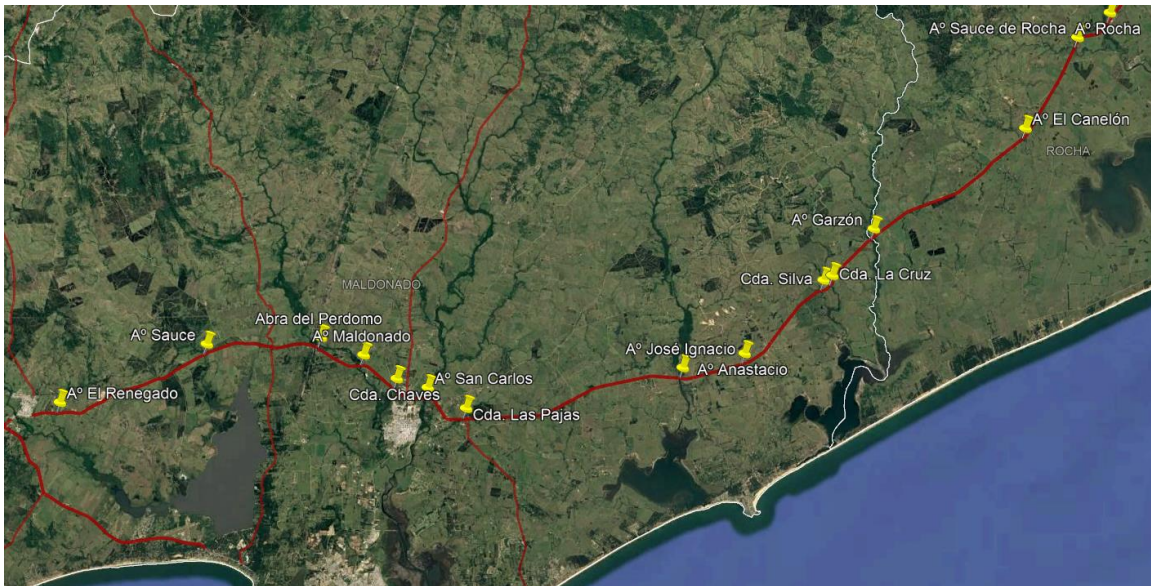 Aº Sauce de Rocha
Aº Rocha
Aº El Canelón
ROCHA
Aº Garzón
Cda. Silva
Cda. La Cruz
MALDONADO
Abra del Perdomo
Aº Sauce
Aº Maldonado
Aº José Ignacio
Aº Anastacio
Aº San Carlos
Aº El Renegado
Cda. Chaves
Cda. Las Pajas